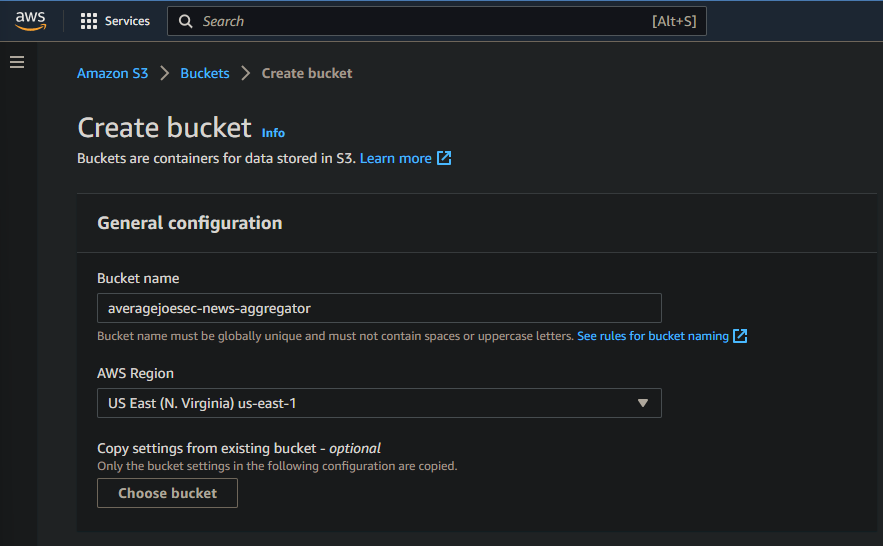 aws
Services
Search
[Alt+S]
Amazon S3 > Buckets > Create bucket
Create bucket Info
Buckets are containers for data stored in S3. Learn more
General configuration
Bucket name
averagejoesec-news-aggregator
Bucket name must be globally unique and must not contain spaces or uppercase letters. See rules for bucket naming
AWS Region
US East (N. Virginia) us-east-1
Copy settings from existing bucket - optional
Only the bucket settings in the following configuration are copied.
Choose bucket